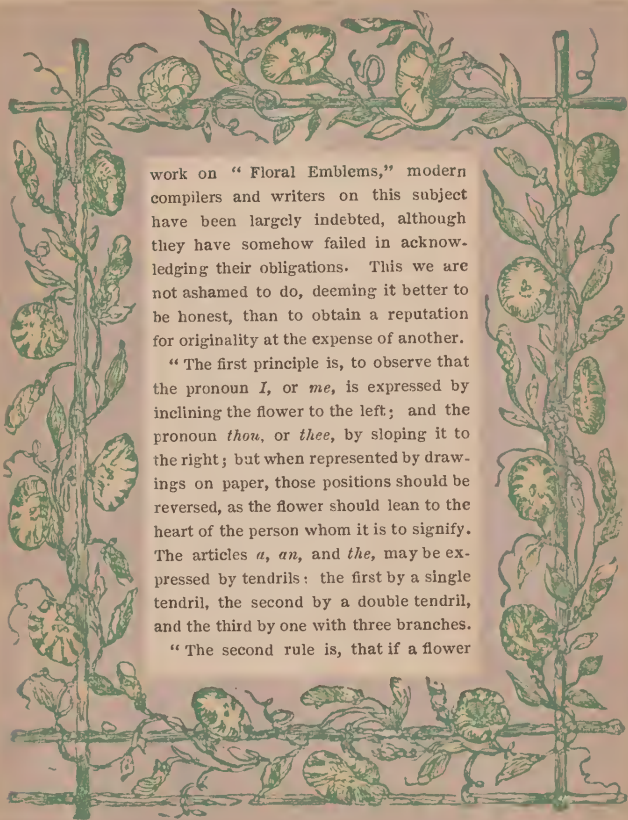 work on “ Floral Emblems,” modern
compilers and writers on this subject
have been largely indebted, although
they have somehow failed in acknow-
ledging their obligations. This we are
not ashamed to do, deeming it better to
be honest, than to obtain a reputation
for originality at the expense of another.
“ The first principle is, to observe that
the pronoun I, or me, is expressed by
inclining the flower to the left; and the
pronoun thou, or thee, by sloping it to
the right; but when represented by draw-
ings on paper, those positions should be
reversed, as the flower should lean to the
heart of the person whom it is to signify.
The articles a, an, and the, may be ex-
pressed by tendrils: the first by a single
tendril, the second by a double tendril,
and the third by one with three branches.
“ The second rule is, that if a flower